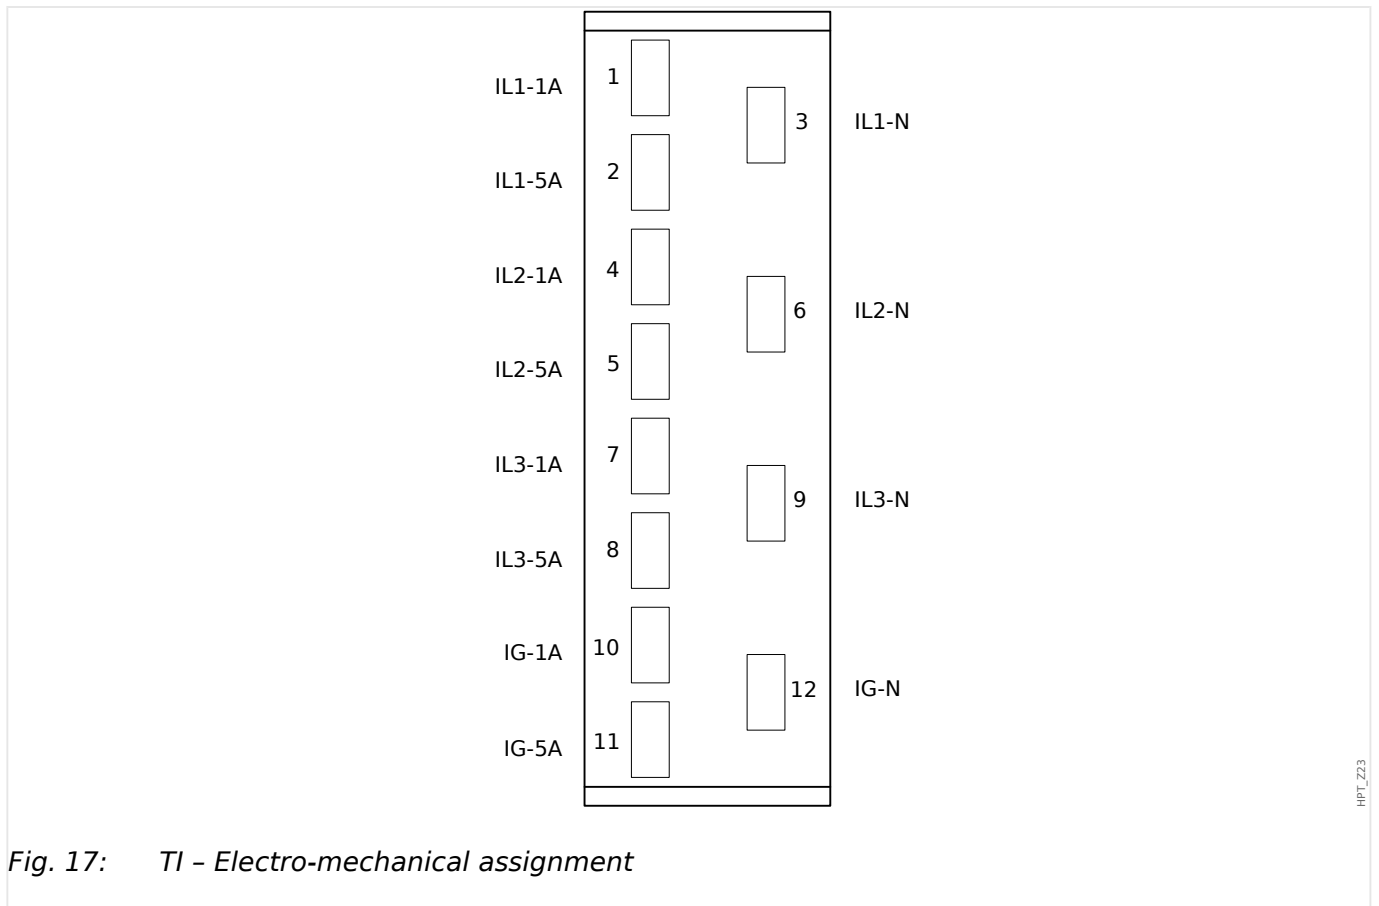 IL1-1A 1
3 IL1-N
IL1-5A 2
IL2-1A 4
6 IL2-N
IL2-5A 5
IL3-1A 7
9 IL3-N
IL3-5A 8
IG-1A 10
12 IG-N
IG-5A 11
HPT_Z23
Fig. 17: TI – Electro-mechanical assignment